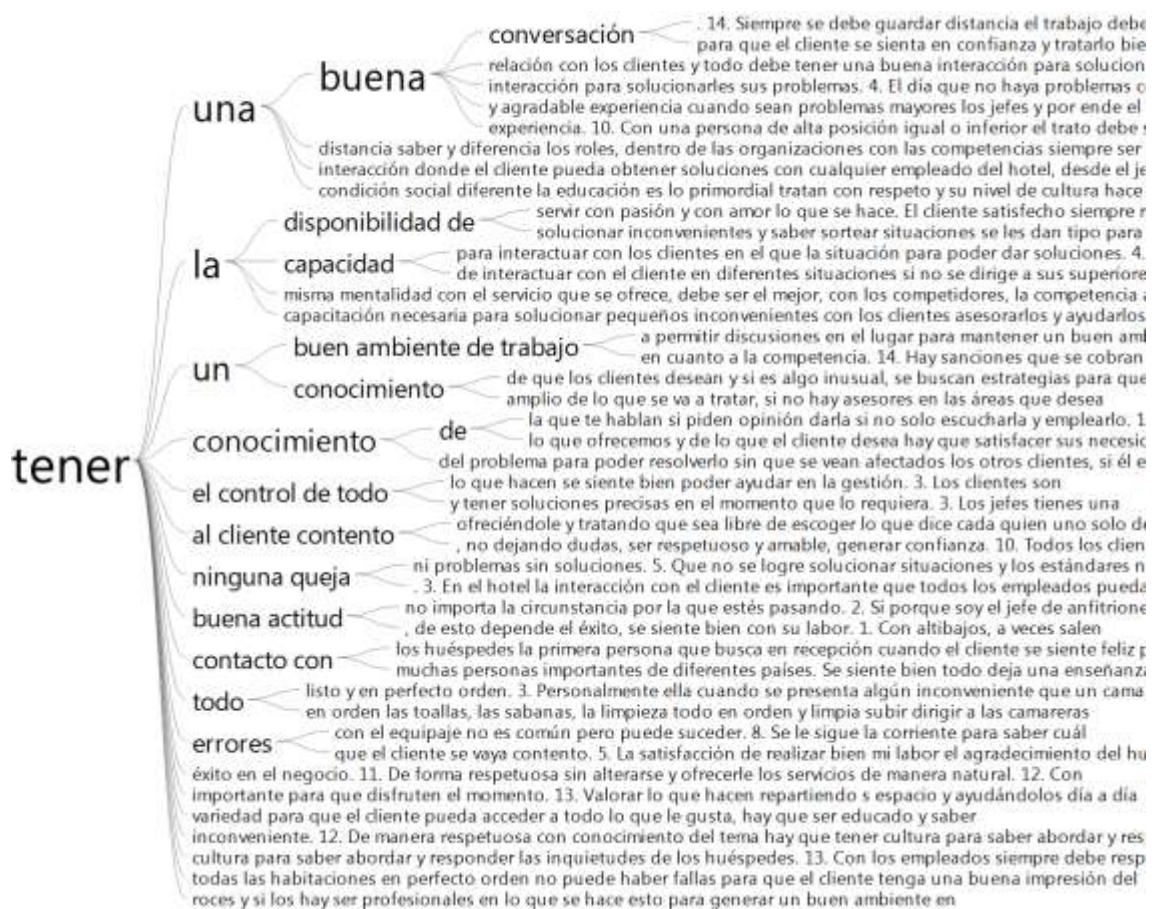 tener
una
buena
conversación
. 14. Siempre se debe guardar distancia el trabajo debe
para que el cliente se sienta en confianza y tratarlo bie
relación con los clientes y todo debe tener una buena interacción para solucion
interacción para solucionarles sus problemas. 4. El día que no haya problemas c
y agradable experiencia cuando sean problemas mayores los jefes y por ende el
experiencia. 10. Con una persona de alta posición igual o inferior el trato debe s
distancia saber y diferencia los roles, dentro de las organizaciones con las competencias siempre ser
interacción donde el cliente pueda obtener soluciones con cualquier empleado del hotel, desde el je
condición social diferente la educación es lo primordial tratan con respeto y su nivel de cultura hace
la
disponibilidad de
servir con pasión y con amor lo que se hace. El cliente satisfecho siempre r
solucionar inconvenientes y saber sortear situaciones se les dan tipo para
capacidad
para interactuar con los clientes en el que la situación para poder dar soluciones. 4.
de interactuar con el cliente en diferentes situaciones si no se dirige a sus superiore
misma mentalidad con el servicio que se ofrece, debe ser el mejor, con los competidores, la competencia a
capacitación necesaria para solucionar pequeños inconvenientes con los clientes asesorarlos y ayudarlos
un
buen ambiente de trabajo
a permitir discusiones en el lugar para mantener un buen aml
en cuanto a la competencia. 14. Hay sanciones que se cobran
conocimiento
de que los clientes desean y si es algo inusual, se buscan estrategias para que
amplio de lo que se va a tratar, si no hay asesores en las áreas que desea
conocimiento
de
la que te hablan si piden opinión darla si no solo escucharla y emplearlo. 1
lo que ofrecemos y de lo que el cliente desea hay que satisfacer sus necesic
del problema para poder resolverlo sin que se vean afectados los otros clientes, si él e
el control de todo
lo que hacen se siente bien poder ayudar en la gestión. 3. Los clientes son
y tener soluciones precisas en el momento que lo requiera. 3. Los jefes tienes una
al cliente contento
ofreciéndole y tratando que sea libre de escoger lo que dice cada quien uno solo de
, no dejando dudas, ser respetuoso y amable, generar confianza. 10. Todos los clien
ninguna queja
ni problemas sin soluciones. 5. Que no se logre solucionar situaciones y los estándares n
. 3. En el hotel la interacción con el cliente es importante que todos los empleados pueda
buena actitud
no importa la circunstancia por la que estés pasando. 2. Si porque soy el jefe de anfitrione
, de esto depende el éxito, se siente bien con su labor. 1. Con altibajos, a veces salen
contacto con
los huéspedes la primera persona que busca en recepción cuando el cliente se siente feliz p
muchas personas importantes de diferentes países. Se siente bien todo deja una enseñanza
todo
listo y en perfecto orden. 3. Personalmente ella cuando se presenta algún inconveniente que un cama
en orden las toallas, las sabanas, la limpieza todo en orden y limpia subir dirigir a las camareras
errores
con el equipaje no es común pero puede suceder. 8. Se le sigue la corriente para saber cuál
que el cliente se vaya contento. 5. La satisfacción de realizar bien mi labor el agradecimiento del hu
éxito en el negocio. 11. De forma respetuosa sin alterarse y ofrecerle los servicios de manera natural. 12. Con
importante para que disfruten el momento. 13. Valorar lo que hacen repartiendo s espacio y ayudándolos día a día
variedad para que el cliente pueda acceder a todo lo que le gusta, hay que ser educado y saber
inconveniente. 12. De manera respetuosa con conocimiento del tema hay que tener cultura para saber abordar y res
cultura para saber abordar y responder las inquietudes de los huéspedes. 13. Con los empleados siempre debe resp
todas las habitaciones en perfecto orden no puede haber fallas para que el cliente tenga una buena impresión del
roces y si los hay ser profesionales en lo que se hace esto para generar un buen ambiente en